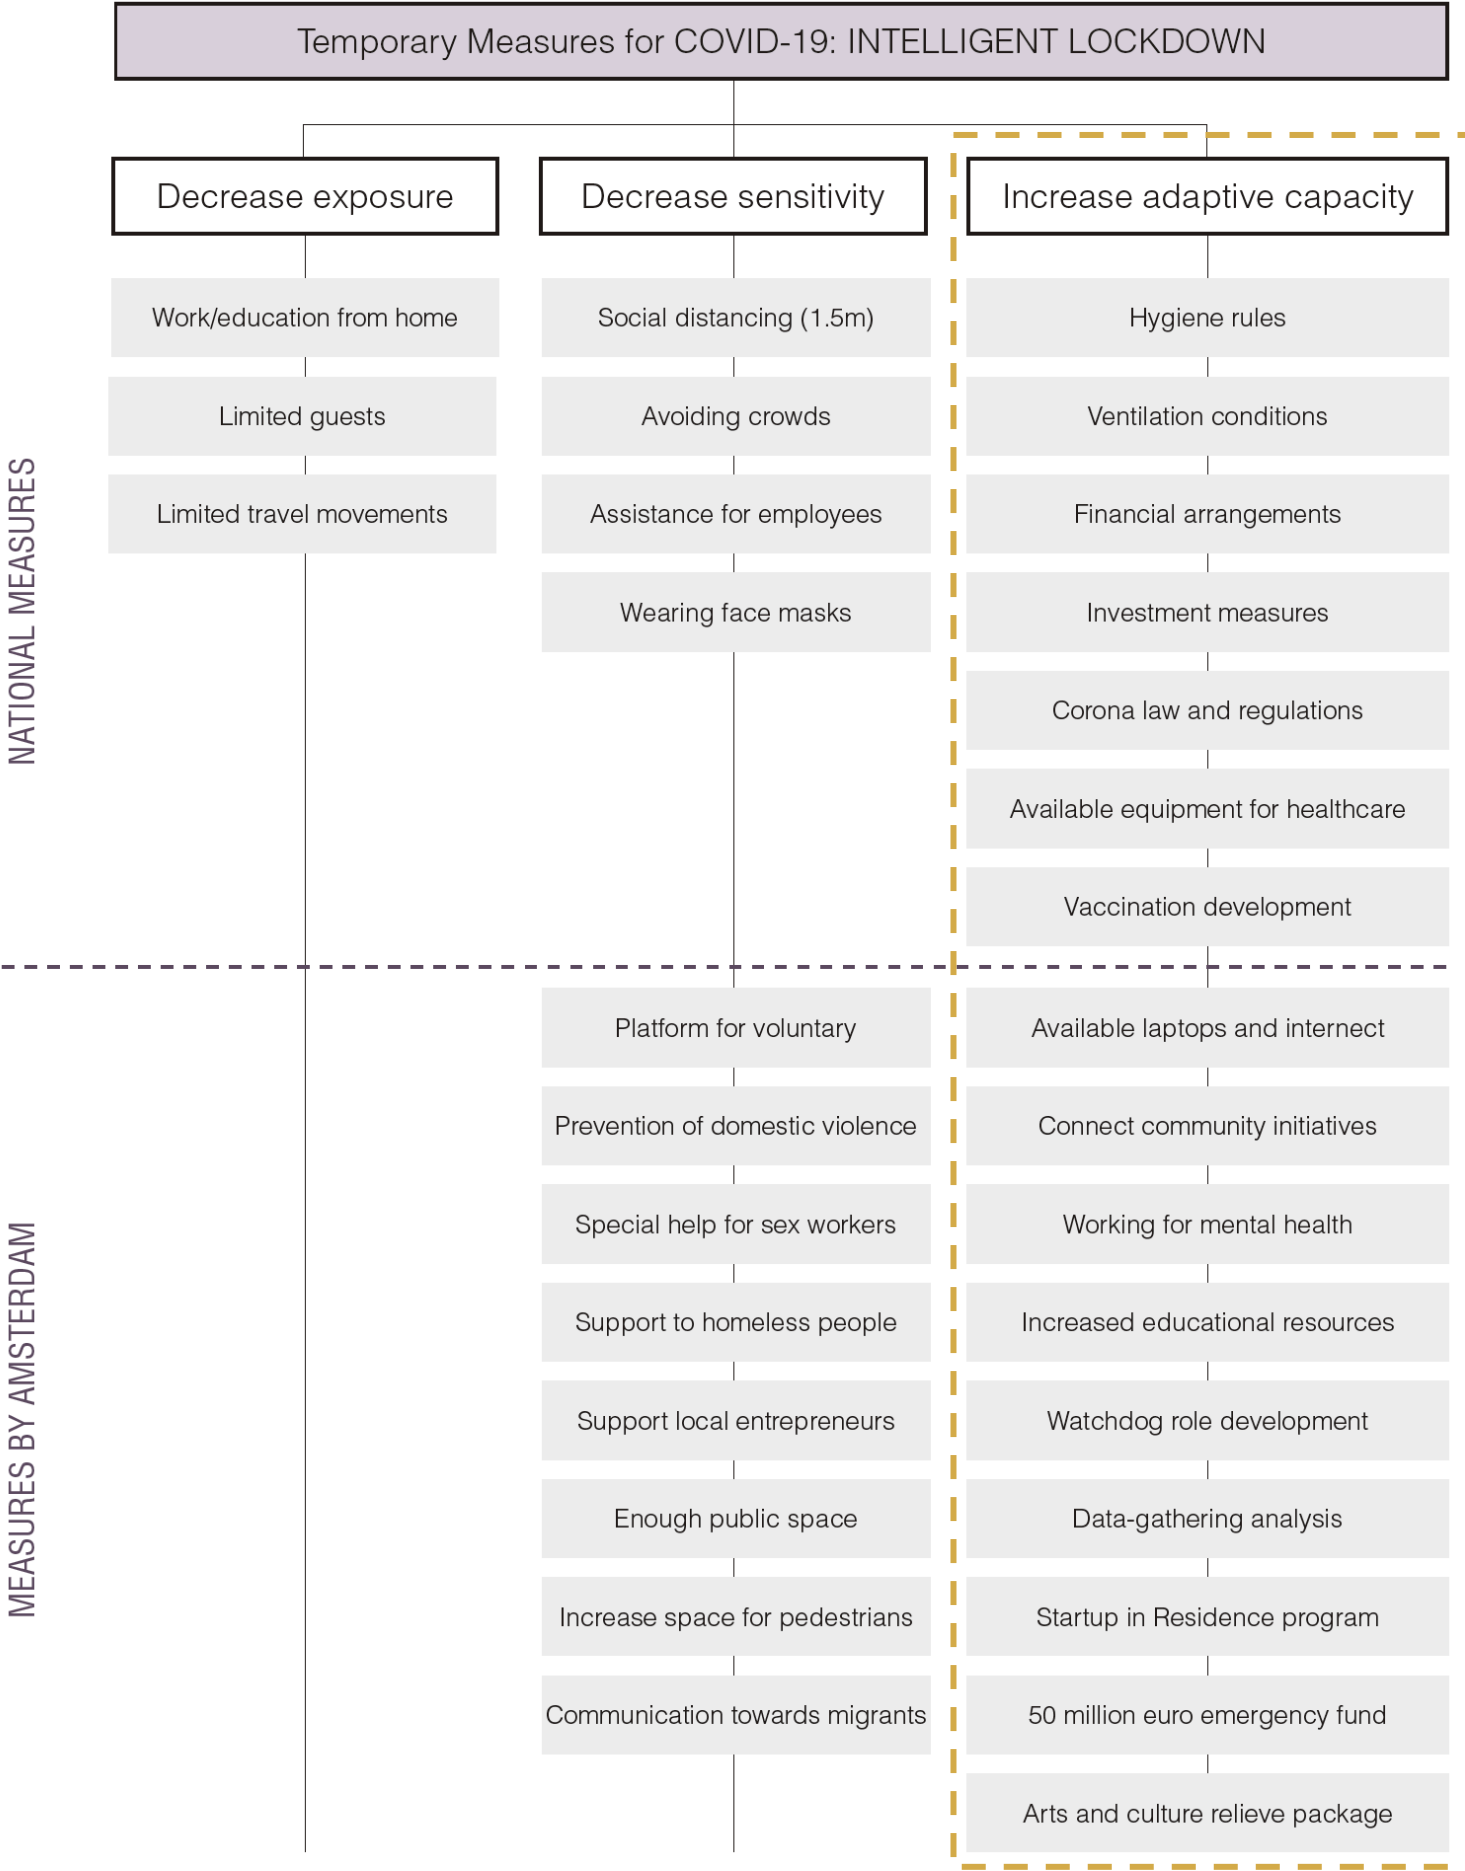 Temporary Measures for COVID-19: INTELLIGENT LOCKDOWN
Decrease exposure
Decrease sensitivity
Increase adaptive capacity
NATIONAL MEASURES
Work/education from home
Limited guests
Limited travel movements
Social distancing (1.5m)
Avoiding crowds
Assistance for employees
Wearing face masks
Hygiene rules
Ventilation conditions
Financial arrangements
Investment measures
Corona law and regulations
Available equipment for healthcare
Vaccination development
MEASURES BY AMSTERDAM
Platform for voluntary
Prevention of domestic violence
Special help for sex workers
Support to homeless people
Support local entrepreneurs
Enough public space
Increase space for pedestrians
Communication towards migrants
Available laptops and internect
Connect community initiatives
Working for mental health
Increased educational resources
Watchdog role development
Data-gathering analysis
Startup in Residence program
50 million euro emergency fund
Arts and culture relieve package